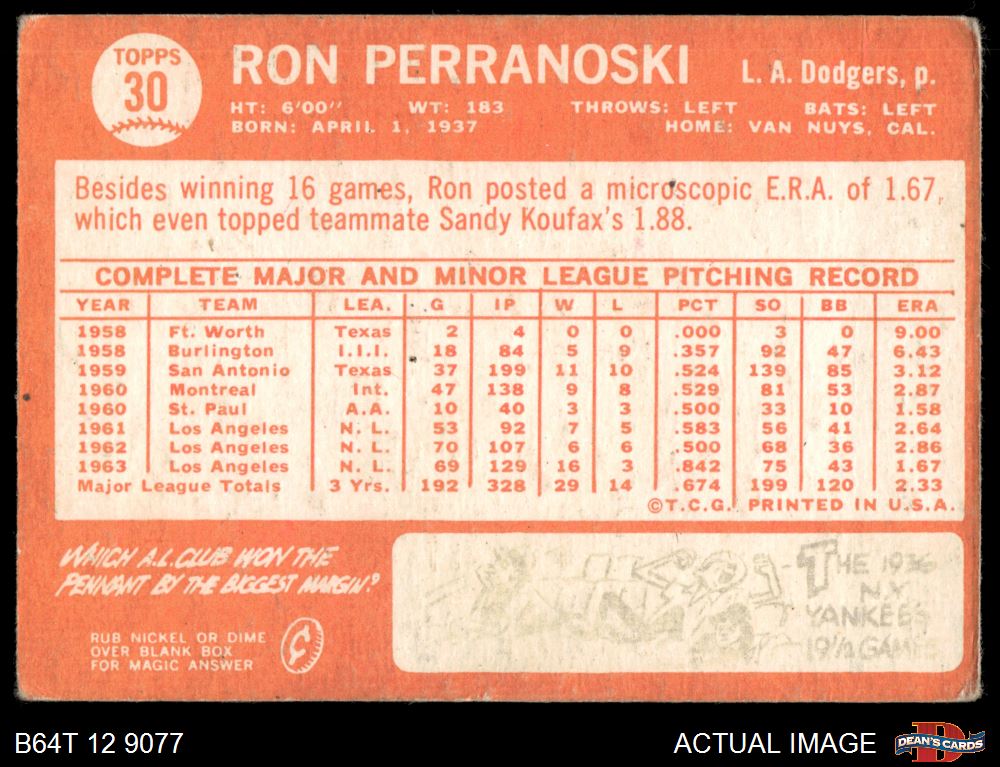 TOPPS
30
RON PERRANOSKI
L. A. Dodgers, p.
HT: 6'00" WT: 183 THROWS: LEFT BATS: LEFT
BORN: APRIL 1, 1937 HOME: VAN NUYS, CAL.
Besides winning 16 games, Ron posted a microscopic E.R.A. of 1.67,
which even topped teammate Sandy Koufax's 1.88.
COMPLETE MAJOR AND MINOR LEAGUE PITCHING RECORD
YEAR TEAM LEA. G IP W L PCT SO BB ERA
1958 Ft. Worth Texas 2 4 0 0 .000 3 0 9.00
1958 Burlington I.I.I. 18 84 5 9 .357 92 47 6.43
1959 San Antonio Texas 37 199 11 10 .524 139 85 3.12
1960 Montreal Int. 47 138 9 8 .529 81 53 2.87
1960 St. Paul A.A. 10 40 3 3 .500 33 10 1.58
1961 Los Angeles N. L. 53 92 7 5 .583 56 41 2.64
1962 Los Angeles N. L. 70 107 6 6 .500 68 36 2.86
1963 Los Angeles N. L. 69 129 16 3 .842 75 43 1.67
Major League Totals 3 Yrs. 192 328 29 14 .674 199 120 2.33
©T.C.G. PRINTED IN U.S.A.
WHICH A.L. CLUB WON THE
PENNANT BY THE BIGGEST MARGIN?
RUB NICKEL OR DIME
OVER BLANK BOX
FOR MAGIC ANSWER
THE 1936
N.Y.
YANKEES
19½ GAMES
B64T 12 9077
ACTUAL IMAGE
DEAN'S CARDS